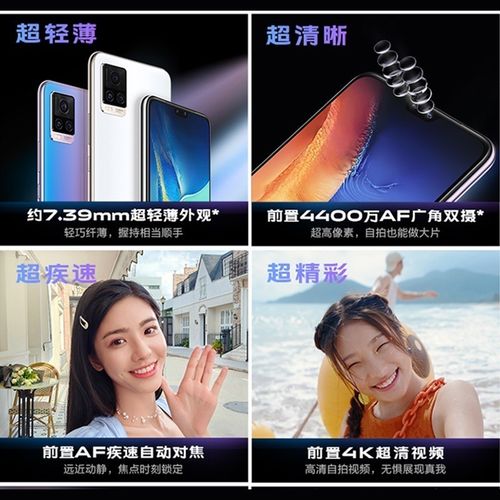 超轻薄
约7.39mm超轻薄外观*
轻巧纤薄，握持相当顺手
超清晰
前置4400万AF广角双摄*
超高像素，自拍也能做大片
超疾速
前置AF疾速自动对焦
远近动静，焦点时刻锁定
超精彩
前置4K超清视频
高清自拍视频，无惧展现真我